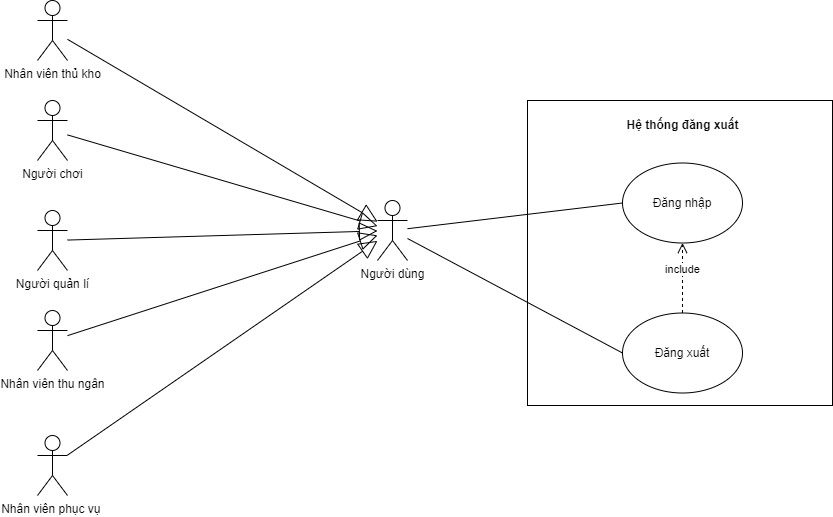 Nhân viên thủ kho
Người chơi
Người quản lí
Nhân viên thu ngân
Nhân viên phục vụ
Người dùng
Hệ thống đăng xuất
Đăng nhập
include
Đăng xuất